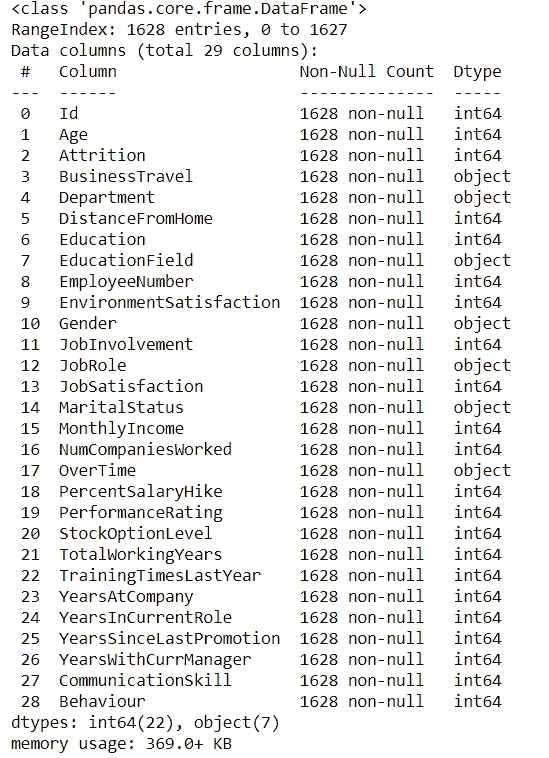 <class 'pandas.core.frame.DataFrame'>
RangeIndex: 1628 entries, 0 to 1627
Data columns (total 29 columns):
 #   Column                   Non-Null Count  Dtype
---  ------                   --------------  -----
 0   Id                       1628 non-null   int64
 1   Age                      1628 non-null   int64
 2   Attrition                1628 non-null   int64
 3   BusinessTravel           1628 non-null   object
 4   Department               1628 non-null   object
 5   DistanceFromHome         1628 non-null   int64
 6   Education                1628 non-null   int64
 7   EducationField           1628 non-null   object
 8   EmployeeNumber           1628 non-null   int64
 9   EnvironmentSatisfaction  1628 non-null   int64
 10  Gender                   1628 non-null   object
 11  JobInvolvement           1628 non-null   int64
 12  JobRole                  1628 non-null   object
 13  JobSatisfaction          1628 non-null   int64
 14  MaritalStatus            1628 non-null   object
 15  MonthlyIncome            1628 non-null   int64
 16  NumCompaniesWorked       1628 non-null   int64
 17  OverTime                 1628 non-null   object
 18  PercentSalaryHike        1628 non-null   int64
 19  PerformanceRating        1628 non-null   int64
 20  StockOptionLevel         1628 non-null   int64
 21  TotalWorkingYears        1628 non-null   int64
 22  TrainingTimesLastYear    1628 non-null   int64
 23  YearsAtCompany           1628 non-null   int64
 24  YearsInCurrentRole       1628 non-null   int64
 25  YearsSinceLastPromotion  1628 non-null   int64
 26  YearsWithCurrManager     1628 non-null   int64
 27  CommunicationSkill       1628 non-null   int64
 28  Behaviour                1628 non-null   int64
dtypes: int64(22), object(7)
memory usage: 369.0+ KB